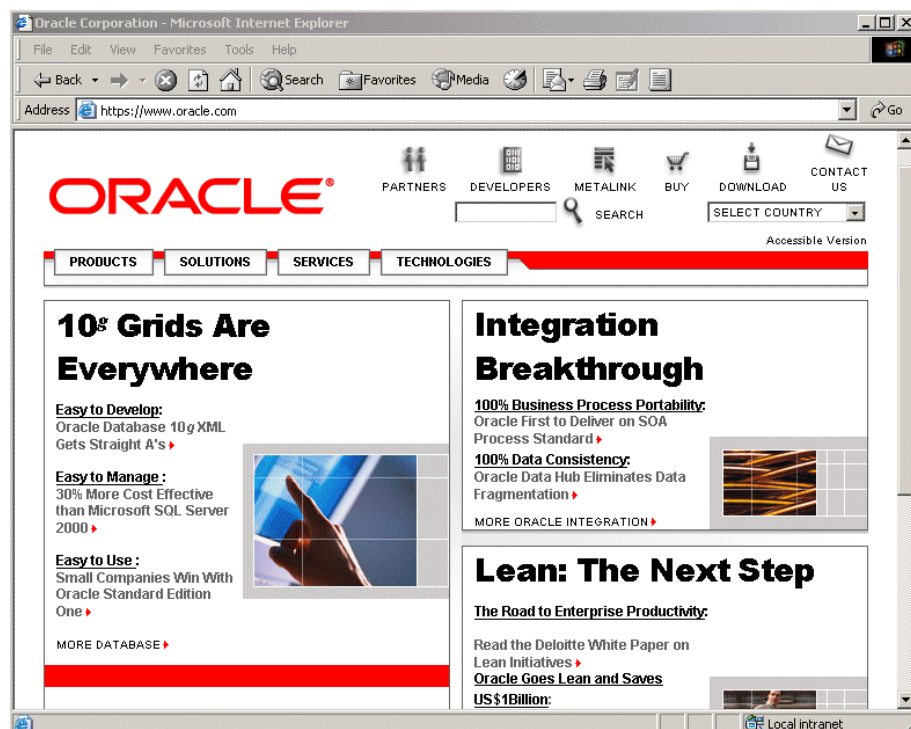 Oracle Corporation - Microsoft Internet Explorer
File Edit View Favorites Tools Help
Back Search Favorites Media
Address https://www.oracle.com Go
ORACLE®
PARTNERS DEVELOPERS METALINK BUY DOWNLOAD CONTACT US
SEARCH SELECT COUNTRY
Accessible Version
PRODUCTS SOLUTIONS SERVICES TECHNOLOGIES
10g Grids Are
Everywhere
Easy to Develop:
Oracle Database 10g XML
Gets Straight A's
Easy to Manage :
30% More Cost Effective
than Microsoft SQL Server
2000
Easy to Use :
Small Companies Win With
Oracle Standard Edition
One
MORE DATABASE
Integration
Breakthrough
100% Business Process Portability:
Oracle First to Deliver on SOA
Process Standard
100% Data Consistency:
Oracle Data Hub Eliminates Data
Fragmentation
MORE ORACLE INTEGRATION
Lean: The Next Step
The Road to Enterprise Productivity:
Read the Deloitte White Paper on
Lean Initiatives
Oracle Goes Lean and Saves
US$1Billion:
Local intranet